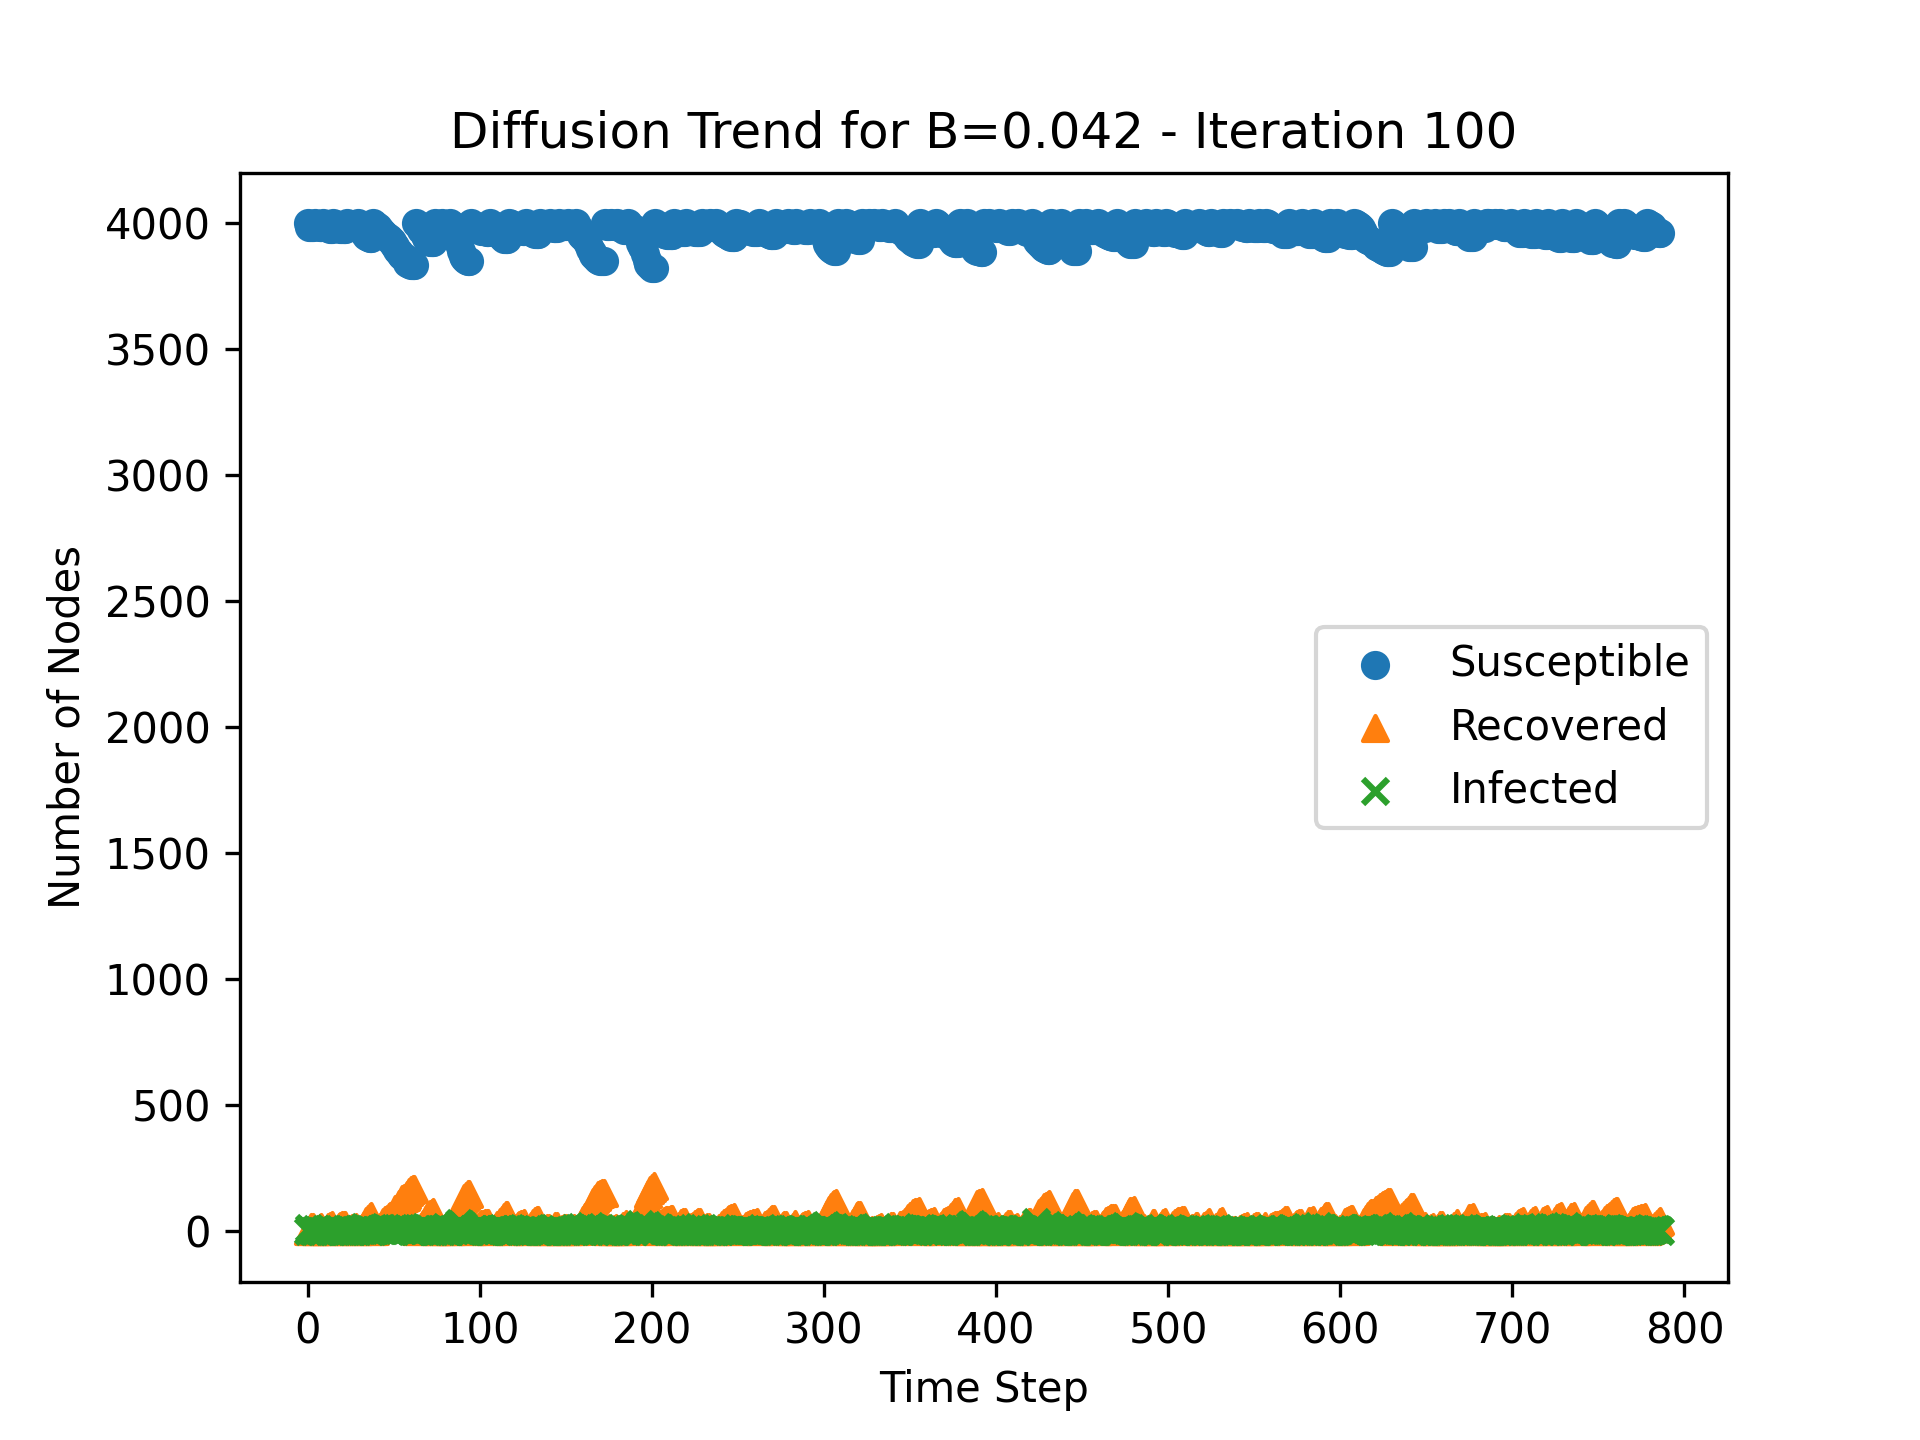 Diffusion Trend for B=0.042 - Iteration 100
4000
3500
3000
2500
2000
1500
1000
500
0
Number of Nodes
Susceptible
Recovered
Infected
0 100 200 300 400 500 600 700 800
Time Step